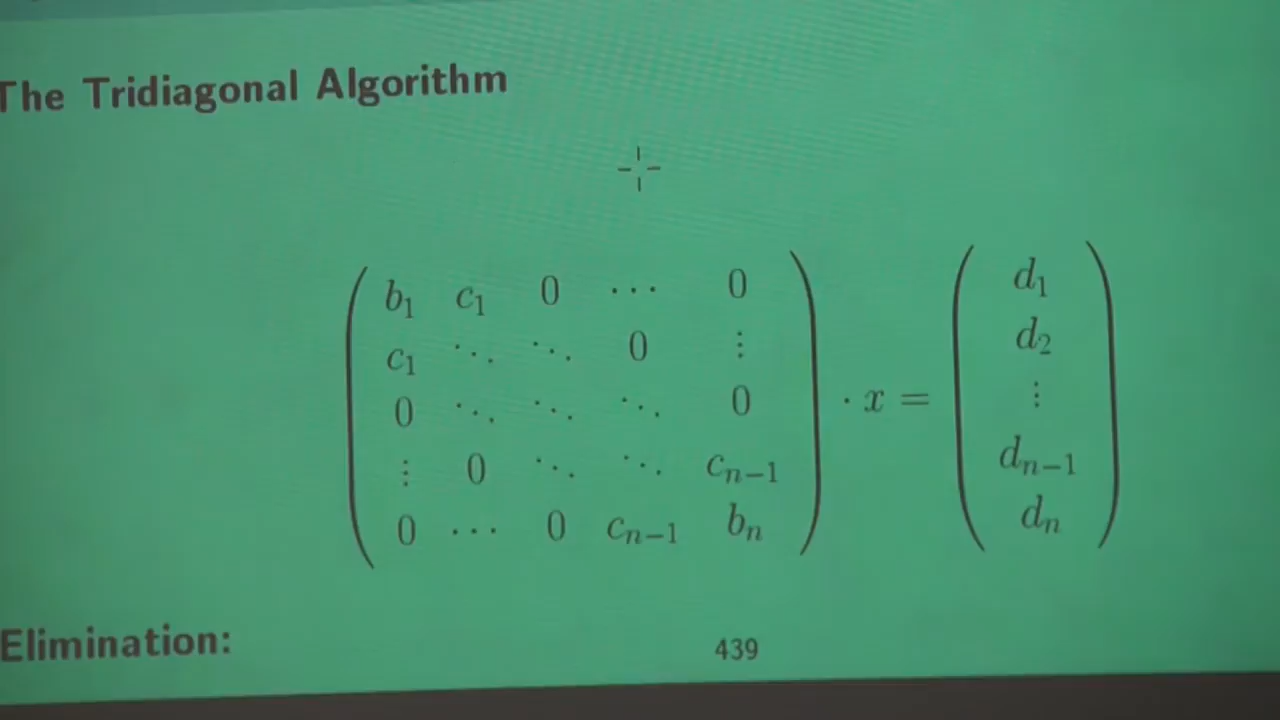 The Tridiagonal Algorithm
b₁ c₁ 0 ⋯ 0
c₁ ⋱ ⋱ 0 ⋮
0 ⋱ ⋱ ⋱ 0
⋮ 0 ⋱ ⋱ cₙ₋₁
0 ⋯ 0 cₙ₋₁ bₙ
· x =
d₁
d₂
⋮
dₙ₋₁
dₙ
Elimination:
439